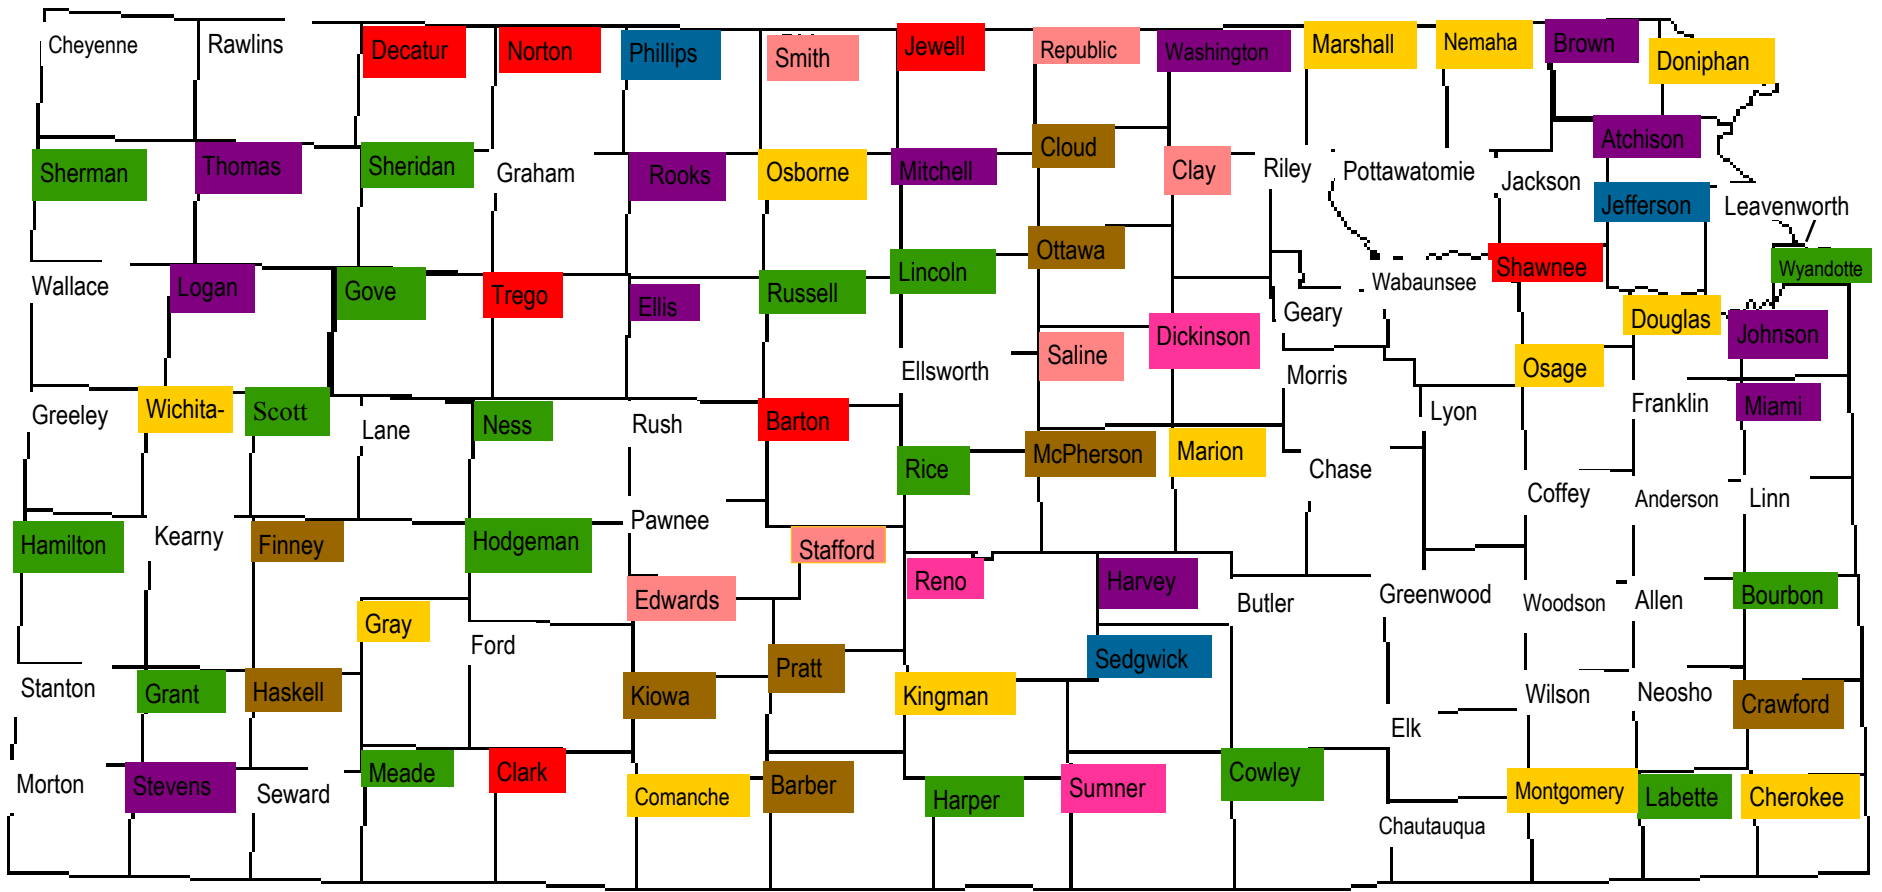 Cheyenne
Rawlins
Decatur
Norton
Phillips
Smith
Jewell
Republic
Washington
Marshall
Nemaha
Brown
Doniphan
Sherman
Thomas
Sheridan
Graham
Rooks
Osborne
Mitchell
Cloud
Clay
Riley
Pottawatomie
Jackson
Atchison
Jefferson
Leavenworth
Wallace
Logan
Gove
Trego
Ellis
Russell
Lincoln
Ottawa
Geary
Wabaunsee
Shawnee
Wyandotte
Douglas
Johnson
Ellsworth
Saline
Dickinson
Morris
Osage
Greeley
Wichita-
Scott
Lane
Ness
Rush
Barton
Rice
McPherson
Marion
Chase
Lyon
Franklin
Miami
Hamilton
Kearny
Finney
Hodgeman
Pawnee
Stafford
Coffey
Anderson
Linn
Edwards
Reno
Harvey
Butler
Greenwood
Woodson
Allen
Bourbon
Gray
Ford
Stanton
Grant
Haskell
Kiowa
Pratt
Kingman
Sedgwick
Elk
Wilson
Neosho
Crawford
Morton
Stevens
Seward
Meade
Clark
Comanche
Barber
Harper
Sumner
Cowley
Chautauqua
Montgomery
Labette
Cherokee